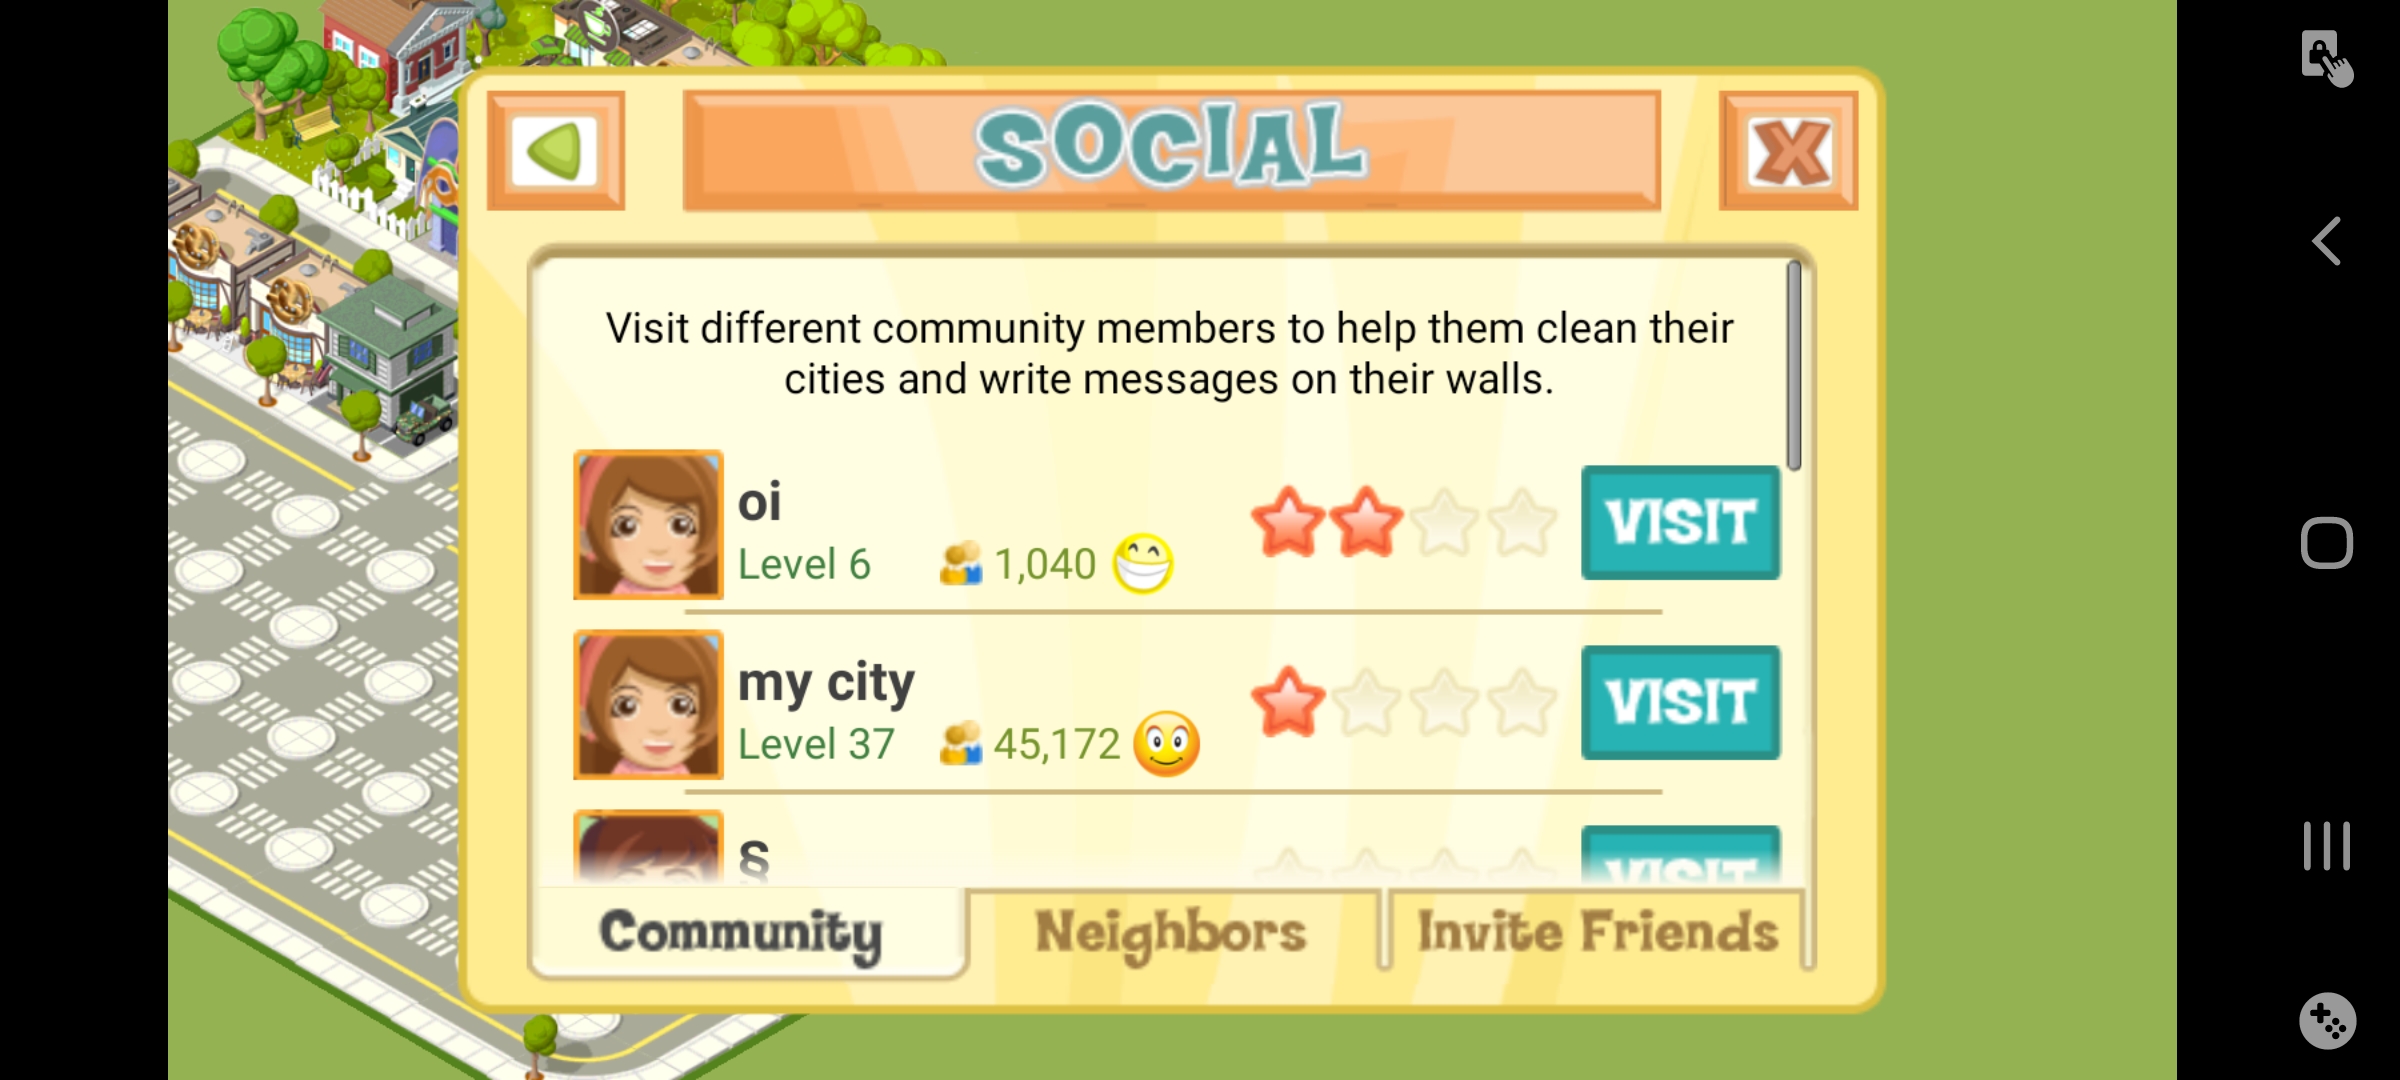 SOCIAL
X
Visit different community members to help them clean their
cities and write messages on their walls.
oi
Level 6 1,040 VISIT
my city
Level 37 45,172 VISIT
VISIT
Community Neighbors Invite Friends